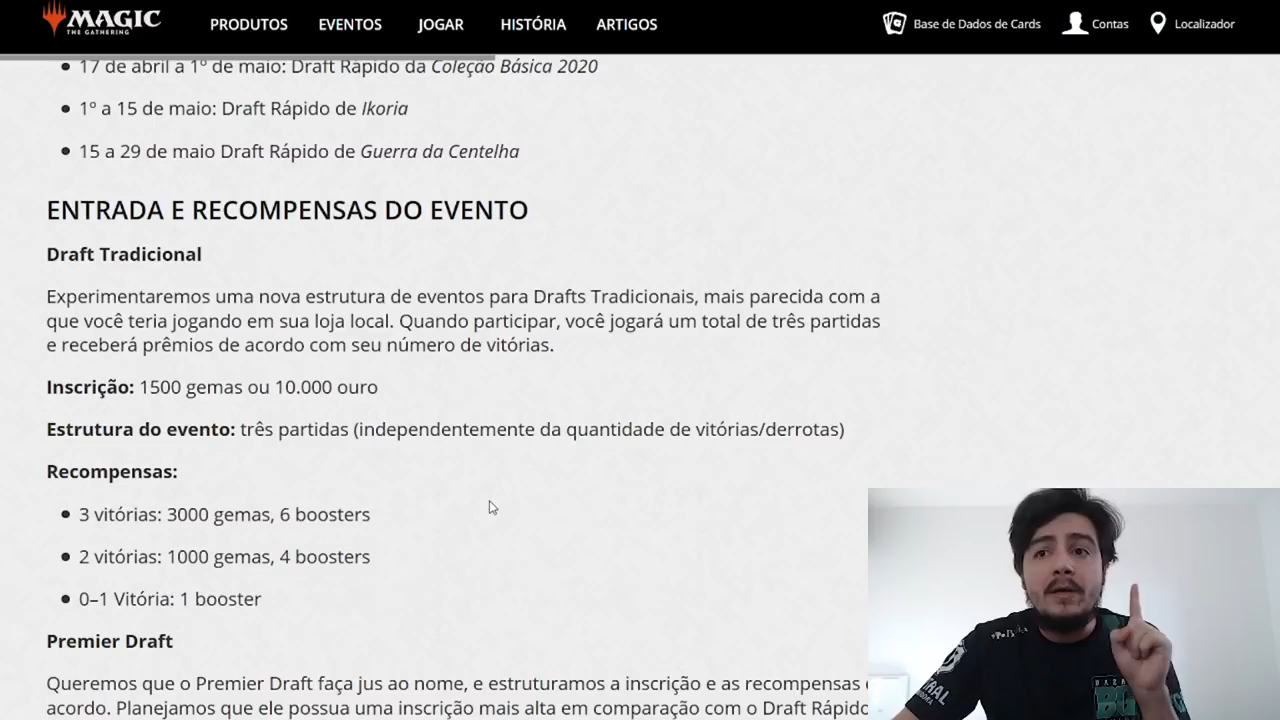 MAGIC
THE GATHERING
PRODUTOS EVENTOS JOGAR HISTÓRIA ARTIGOS Base de Dados de Cards Contas Localizador
• 17 de abril a 1º de maio: Draft Rápido da Coleção Básica 2020
• 1º a 15 de maio: Draft Rápido de Ikoria
• 15 a 29 de maio Draft Rápido de Guerra da Centelha
ENTRADA E RECOMPENSAS DO EVENTO
Draft Tradicional
Experimentaremos uma nova estrutura de eventos para Drafts Tradicionais, mais parecida com a
que você teria jogando em sua loja local. Quando participar, você jogará um total de três partidas
e receberá prêmios de acordo com seu número de vitórias.
Inscrição: 1500 gemas ou 10.000 ouro
Estrutura do evento: três partidas (independentemente da quantidade de vitórias/derrotas)
Recompensas:
• 3 vitórias: 3000 gemas, 6 boosters
• 2 vitórias: 1000 gemas, 4 boosters
• 0–1 Vitória: 1 booster
Premier Draft
Queremos que o Premier Draft faça jus ao nome, e estruturamos a inscrição e as recompensas
acordo. Planejamos que ele possua uma inscrição mais alta em comparação com o Draft Rápido